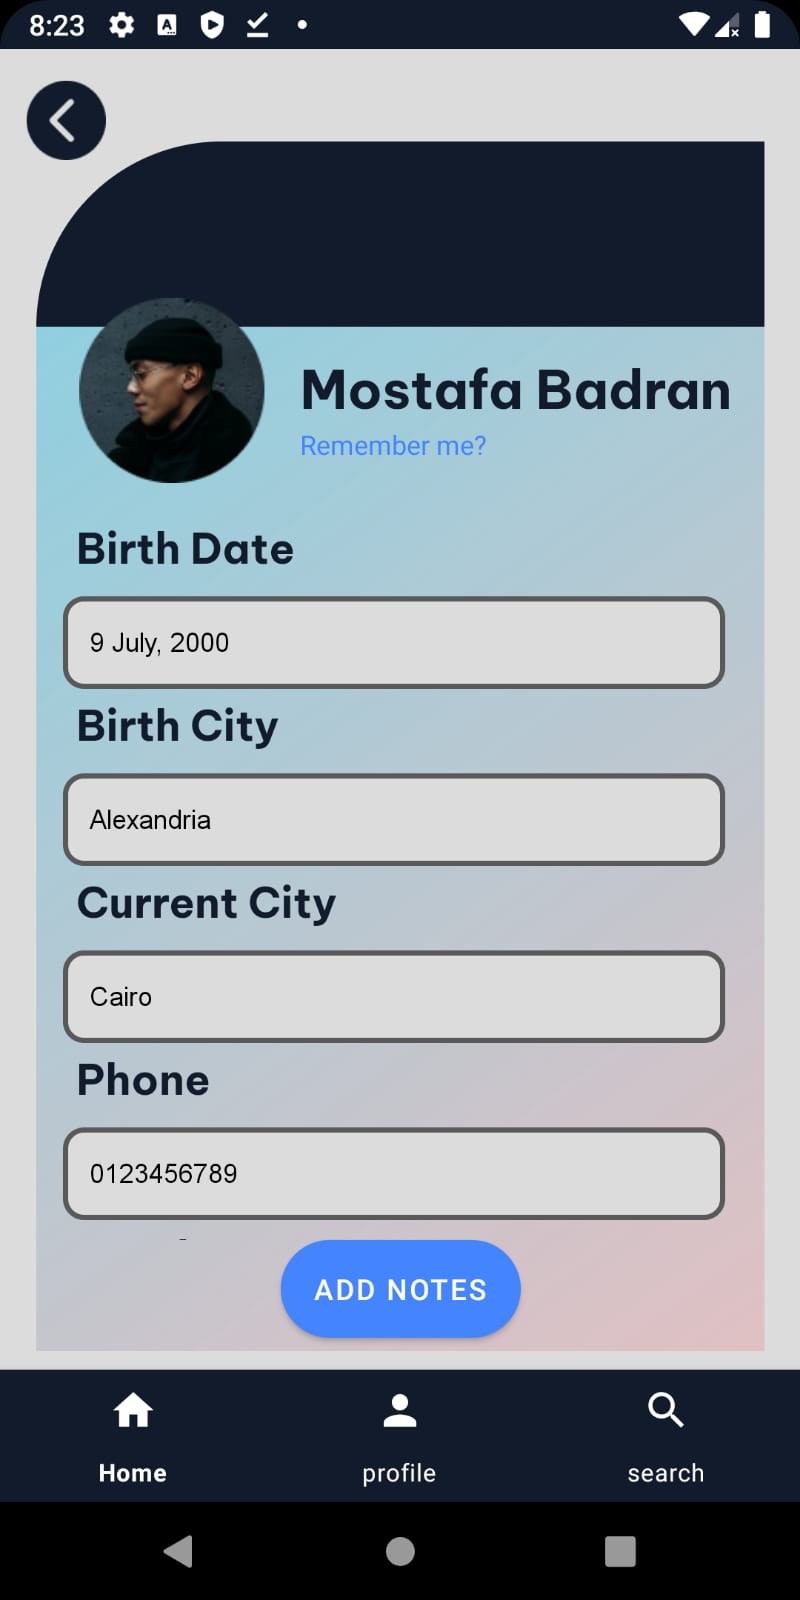 8:23
Mostafa Badran
Remember me?
Birth Date
9 July, 2000
Birth City
Alexandria
Current City
Cairo
Phone
0123456789
ADD NOTES
Home
profile
search